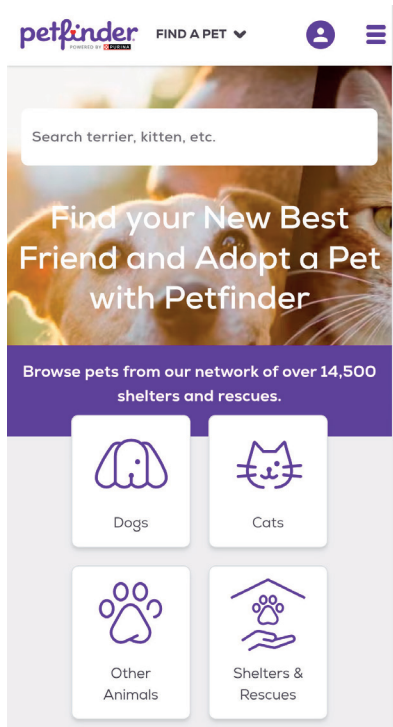 petfinder
POWERED BY PURINA
FIND A PET
Search terrier, kitten, etc.
Find your New Best
Friend and Adopt a Pet
with Petfinder
Browse pets from our network of over 14,500
shelters and rescues.
Dogs
Cats
Other
Animals
Shelters &
Rescues